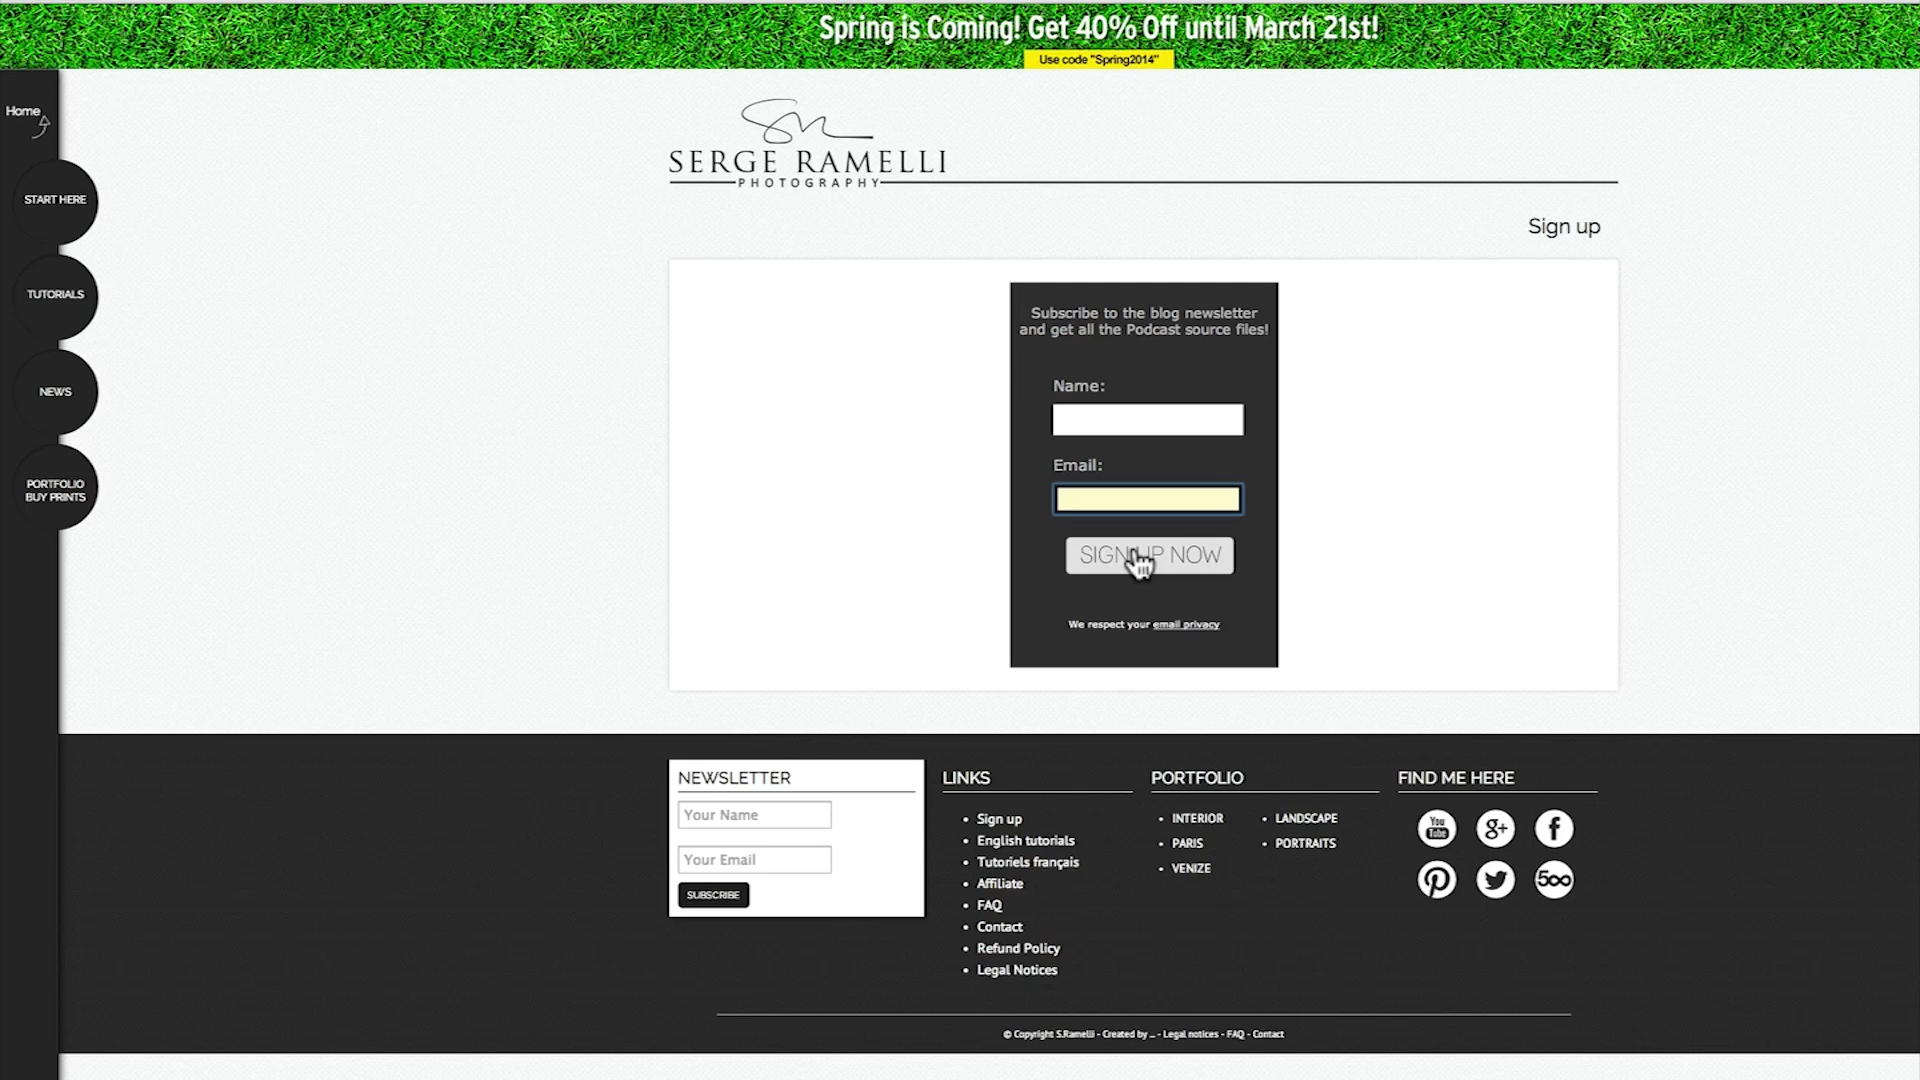 Spring is Coming! Get 40% Off until March 21st!
Use code "Spring2014"
Home
START HERE
TUTORIALS
NEWS
PORTFOLIO
BUY PRINTS
SERGE RAMELLI
PHOTOGRAPHY
Sign up
Subscribe to the blog newsletter
and get all the Podcast source files!
Name:
Email:
SIGN UP NOW
We respect your email privacy
NEWSLETTER
Your Name
Your Email
SUBSCRIBE
LINKS
Sign up
English tutorials
Tutoriels français
Affiliate
FAQ
Contact
Refund Policy
Legal Notices
PORTFOLIO
INTERIOR
PARIS
VENIZE
LANDSCAPE
PORTRAITS
FIND ME HERE
You Tube
g+
f
500
© Copyright S.Ramelli - Created by ... - Legal notices - FAQ - Contact